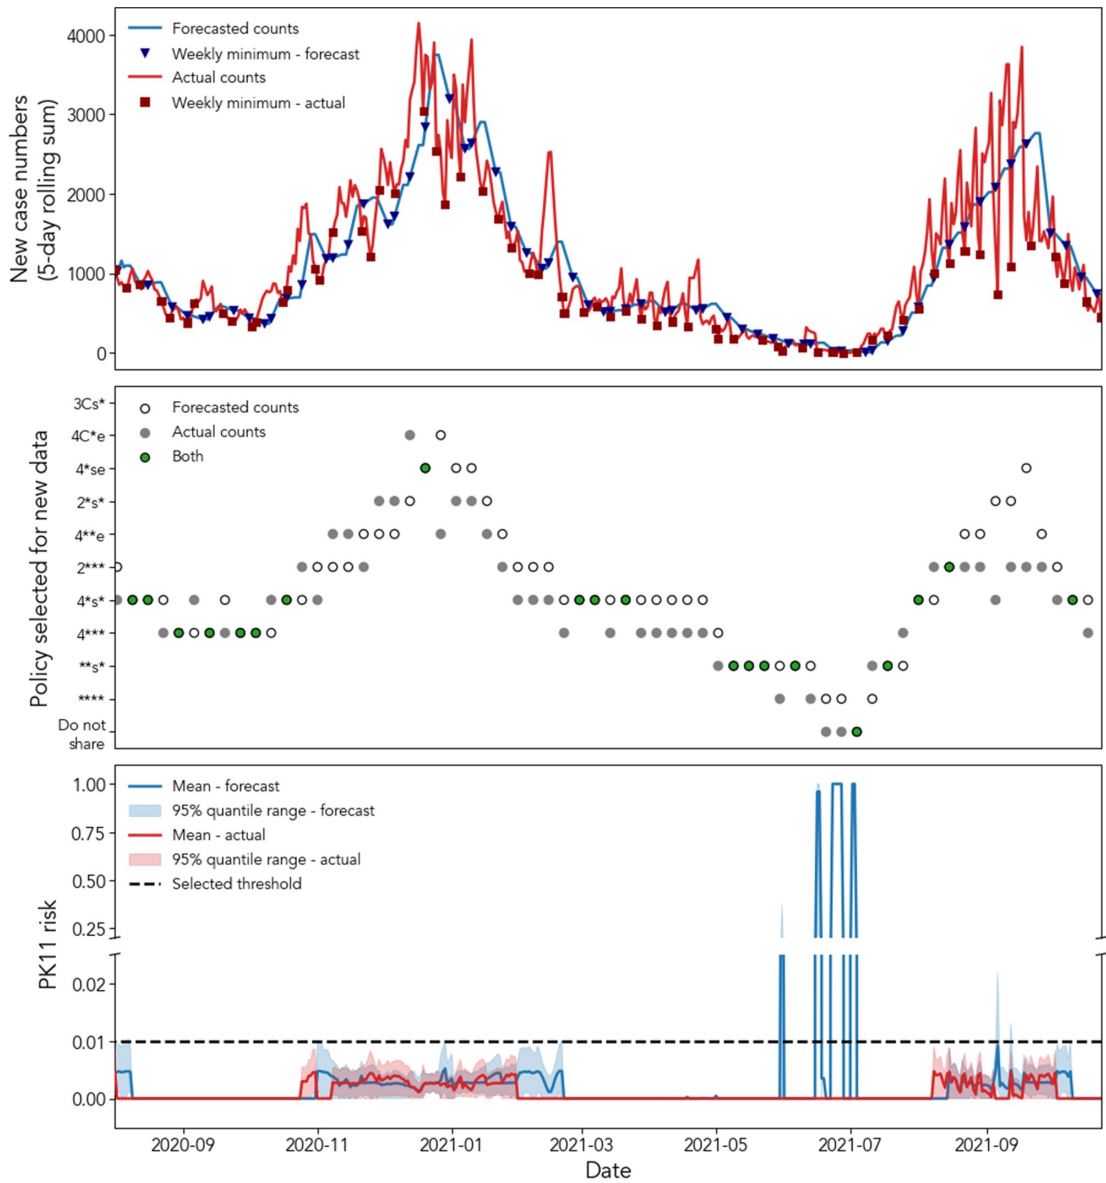 New case numbers
(5-day rolling sum)
4000
3000
2000
1000
0
Forecasted counts
Weekly minimum - forecast
Actual counts
Weekly minimum - actual
Policy selected for new data
3Cs*
4C*e
4*se
2*s*
4**e
2***
4*s*
4***
**s*
****
Do not
share
Forecasted counts
Actual counts
Both
PK11 risk
1.00
0.75
0.50
0.25
0.02
0.01
0.00
Mean - forecast
95% quantile range - forecast
Mean - actual
95% quantile range - actual
Selected threshold
2020-09
2020-11
2021-01
2021-03
2021-05
2021-07
2021-09
Date